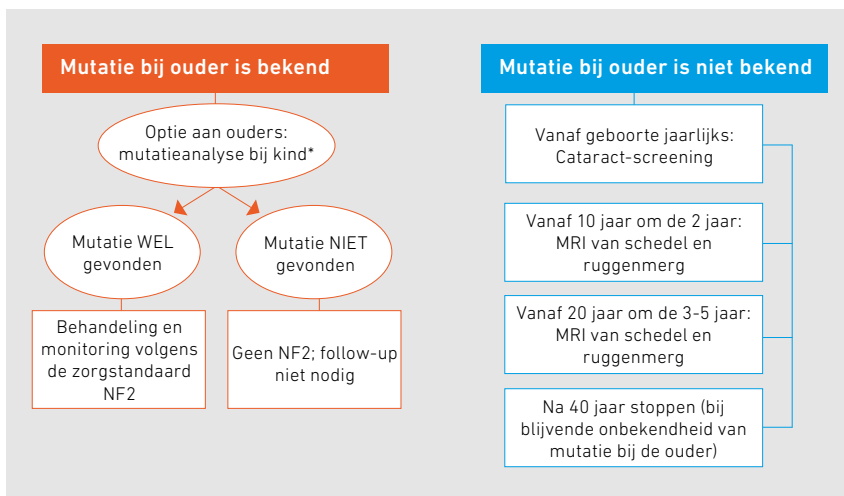 Mutatie bij ouder is bekend
Optie aan ouders:
mutatieanalyse bij kind*
Mutatie WEL
gevonden
Mutatie NIET
gevonden
Behandeling en
monitoring volgens
de zorgstandaard
NF2
Geen NF2; follow-up
niet nodig
Mutatie bij ouder is niet bekend
Vanaf geboorte jaarlijks:
Cataract-screening
Vanaf 10 jaar om de 2 jaar:
MRI van schedel en
ruggenmerg
Vanaf 20 jaar om de 3-5 jaar:
MRI van schedel en
ruggenmerg
Na 40 jaar stoppen (bij
blijvende onbekendheid van
mutatie bij de ouder)